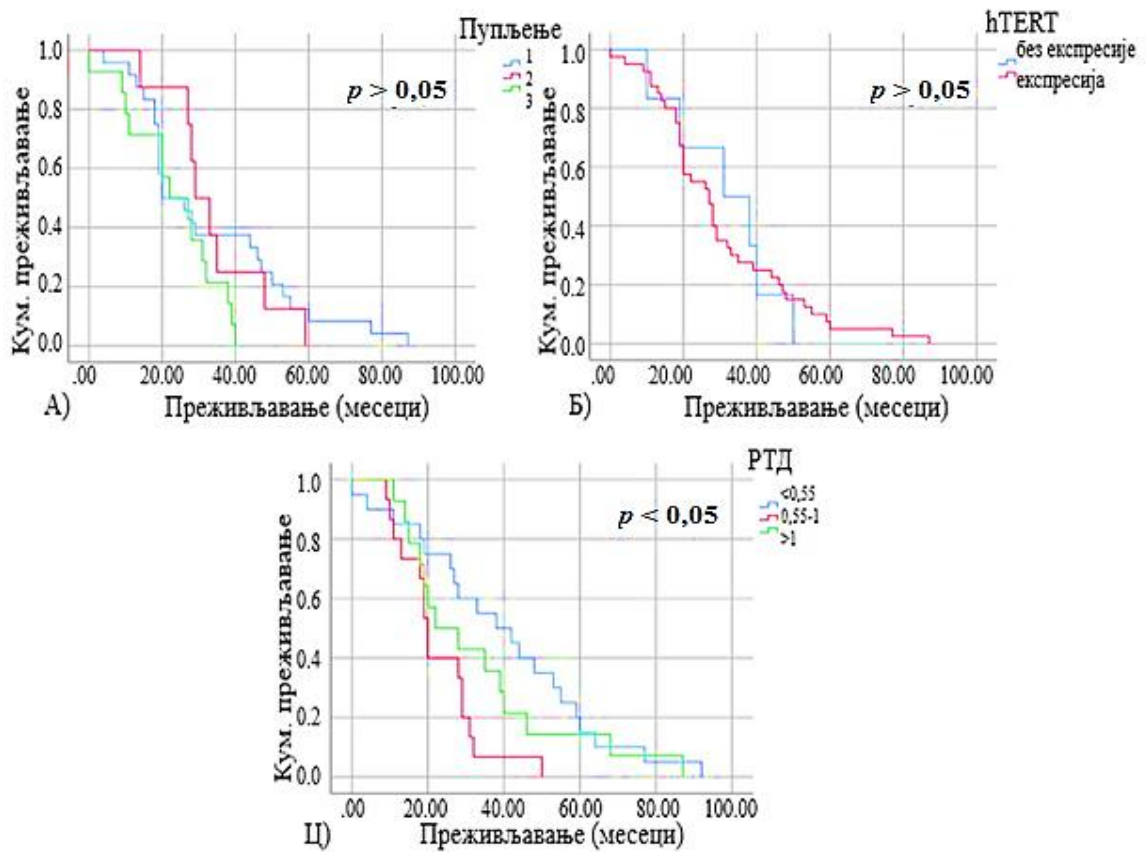 Пупљење
1
2
3
p > 0,05
Кум. преживљавање
1.0
0.8
0.6
0.4
0.2
0.0
.00 20.00 40.00 60.00 80.00 100.00
А) Преживљавање (месеци)
hTERT
без експресије
експресија
p > 0,05
Кум. преживљавање
1.0
0.8
0.6
0.4
0.2
0.0
.00 20.00 40.00 60.00 80.00 100.00
Б) Преживљавање (месеци)
РТД
<0,55
0,55-1
>1
p < 0,05
Кум. преживљавање
1.0
0.8
0.6
0.4
0.2
0.0
.00 20.00 40.00 60.00 80.00 100.00
Ц) Преживљавање (месеци)